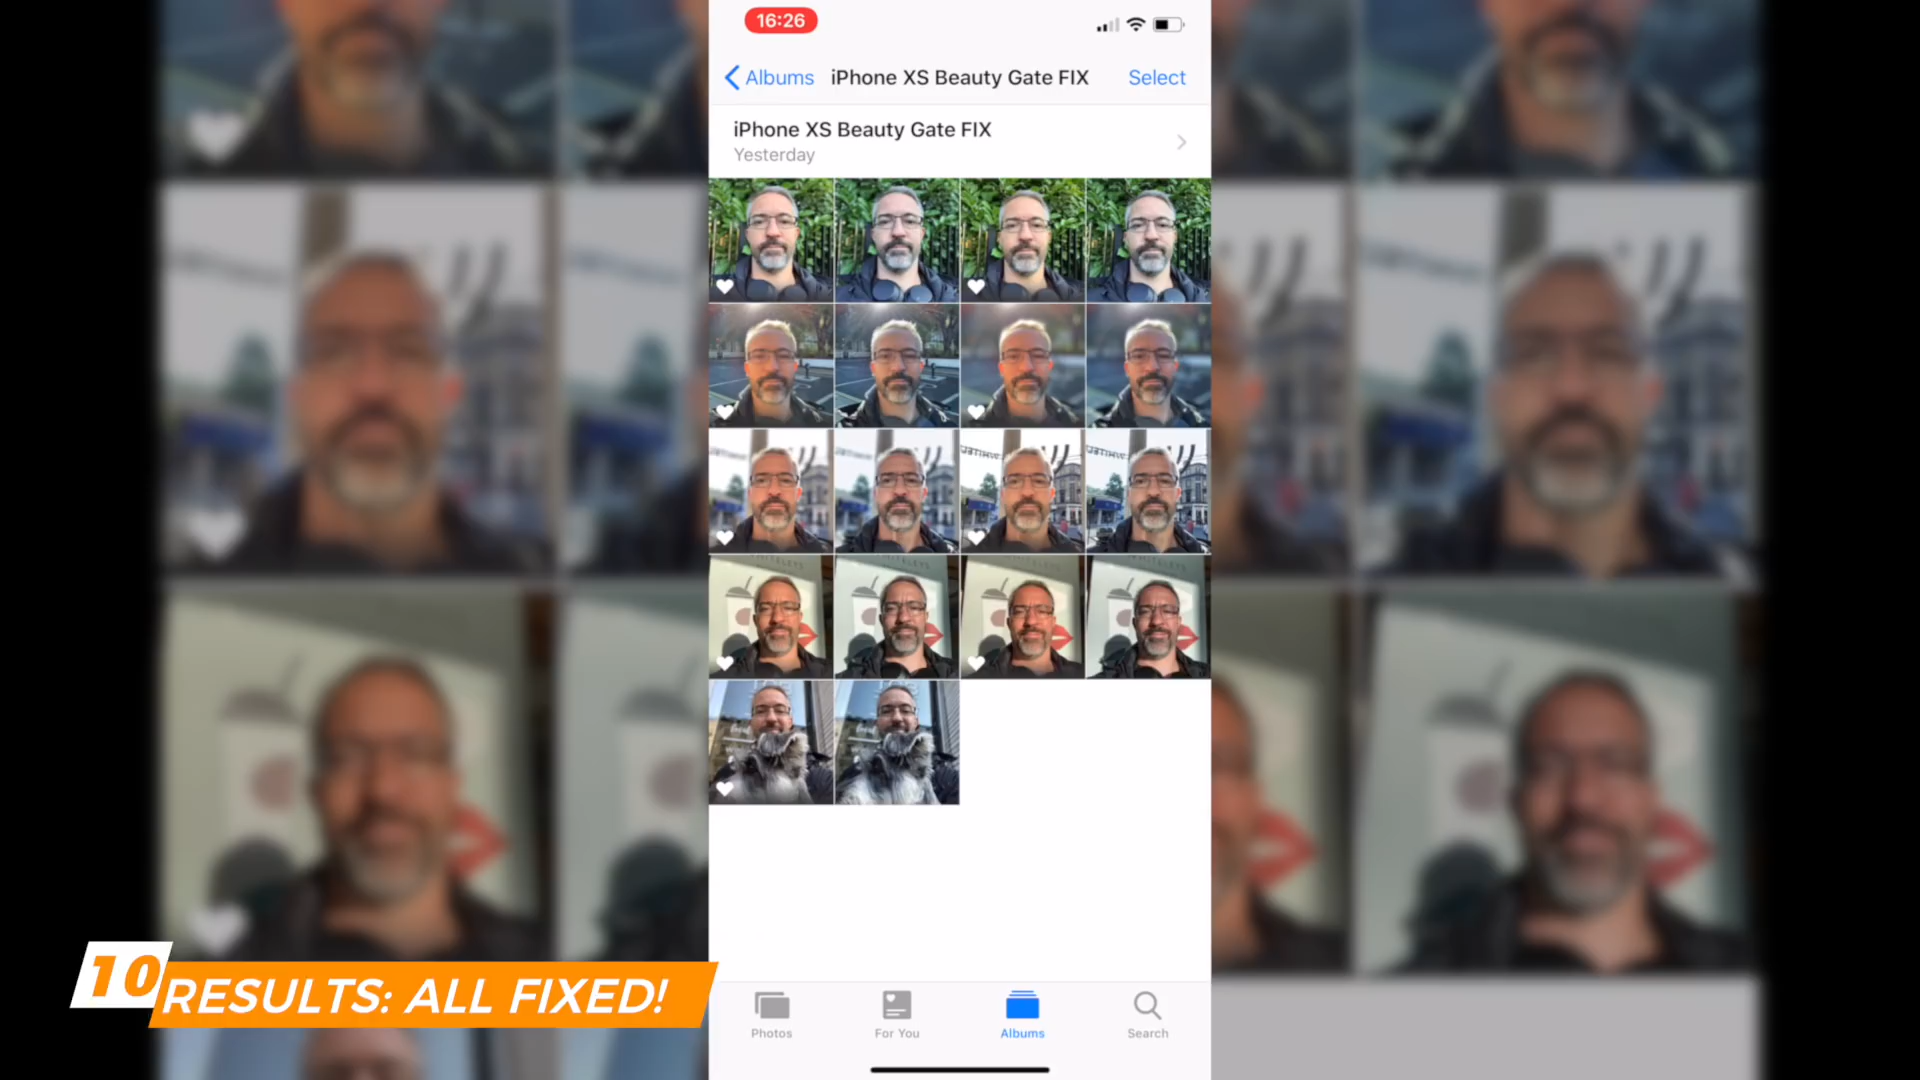 16:26
Albums
iPhone XS Beauty Gate FIX
Select
iPhone XS Beauty Gate FIX
Yesterday
10
RESULTS: ALL FIXED!
Photos
For You
Albums
Search